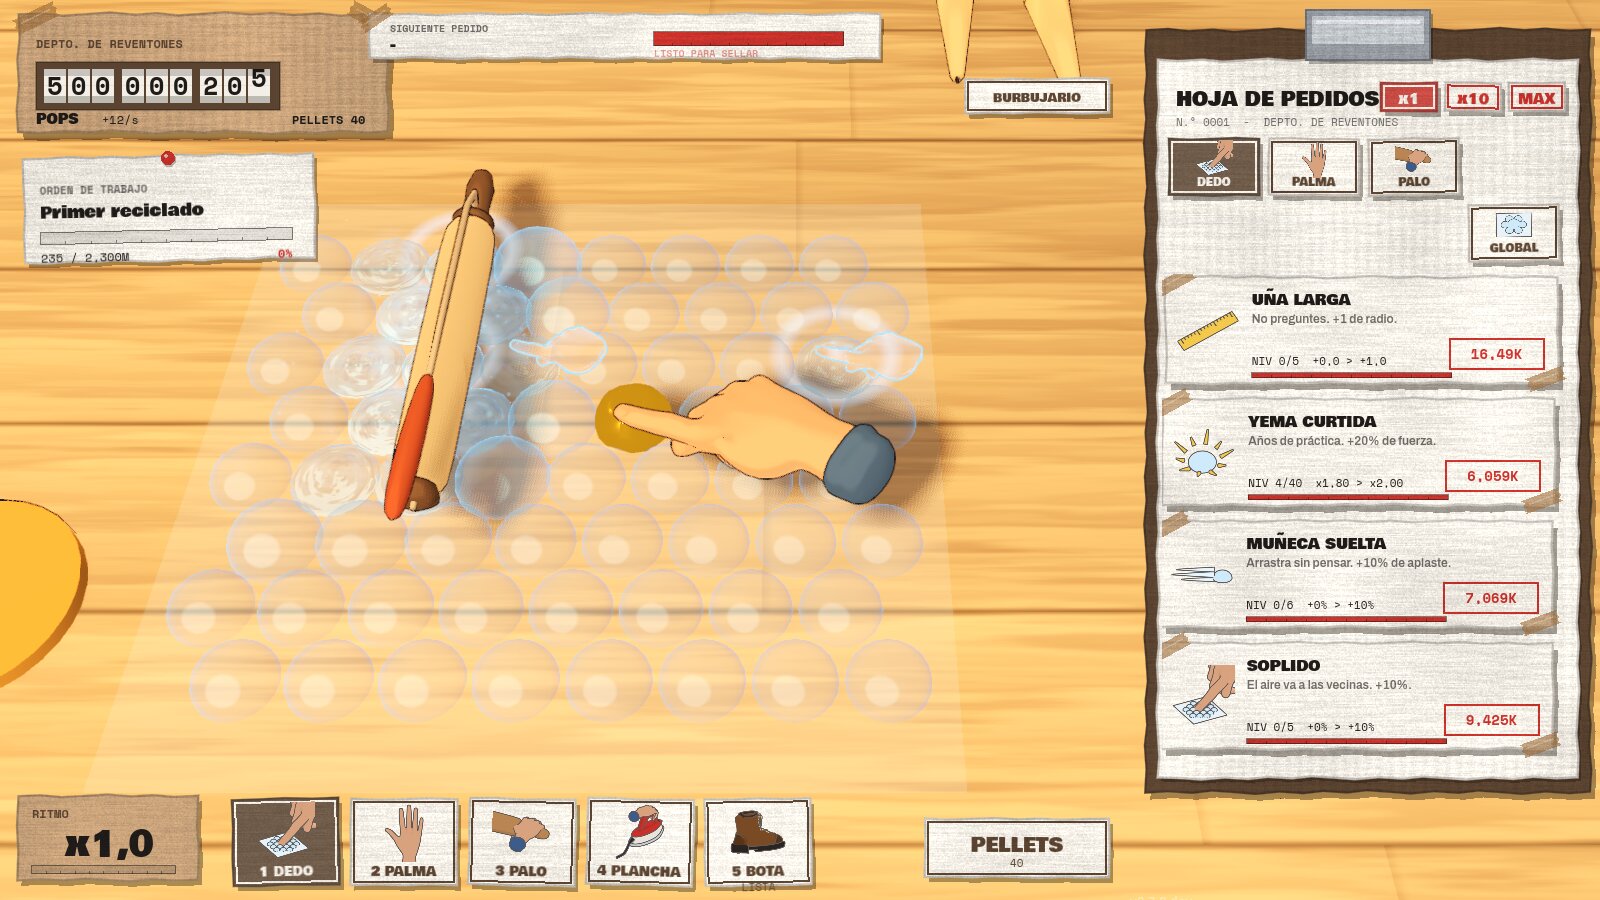 DEPTO. DE REVENTONES
500 000 205
POPS +12/s PELLETS 40
SIGUIENTE PEDIDO
-
LISTO PARA SELLAR
BURBUJARIO
ORDEN DE TRABAJO
Primer reciclado
235 / 2,300M 0%
HOJA DE PEDIDOS x1 x10 MAX
N.° 0001 - DEPTO. DE REVENTONES
DEDO PALMA PALO
GLOBAL
UÑA LARGA
No preguntes. +1 de radio.
NIV 0/5 +0,0 > +1,0
16,49K
YEMA CURTIDA
Años de práctica. +20% de fuerza.
NIV 4/40 x1,80 > x2,00
6,059K
MUÑECA SUELTA
Arrastra sin pensar. +10% de aplaste.
NIV 0/6 +0% > +10%
7,069K
SOPLIDO
El aire va a las vecinas. +10%.
NIV 0/5 +0% > +10%
9,425K
RITMO
x1,0
1 DEDO 2 PALMA 3 PALO 4 PLANCHA 5 BOTA
LISTA
PELLETS
40